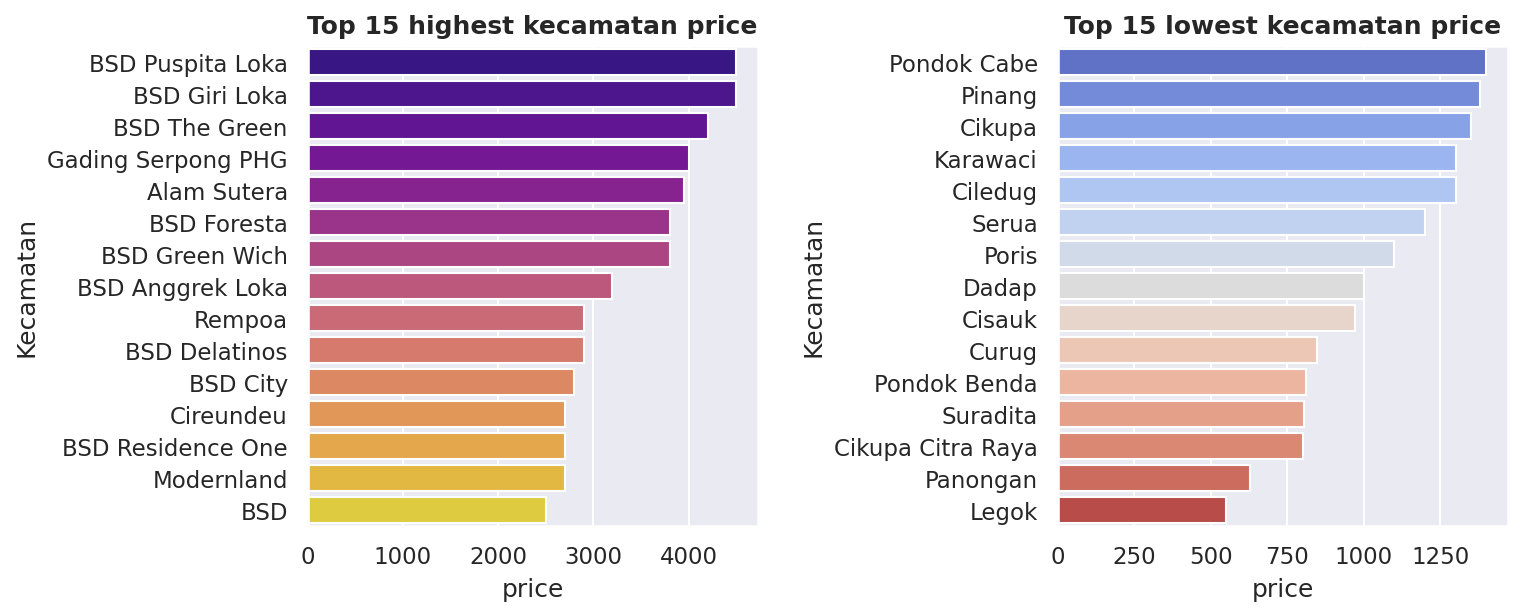 Top 15 highest kecamatan price
Kecamatan
BSD Puspita Loka
BSD Giri Loka
BSD The Green
Gading Serpong PHG
Alam Sutera
BSD Foresta
BSD Green Wich
BSD Anggrek Loka
Rempoa
BSD Delatinos
BSD City
Cireundeu
BSD Residence One
Modernland
BSD
0 1000 2000 3000 4000
price
Top 15 lowest kecamatan price
Kecamatan
Pondok Cabe
Pinang
Cikupa
Karawaci
Ciledug
Serua
Poris
Dadap
Cisauk
Curug
Pondok Benda
Suradita
Cikupa Citra Raya
Panongan
Legok
0 250 500 750 1000 1250
price